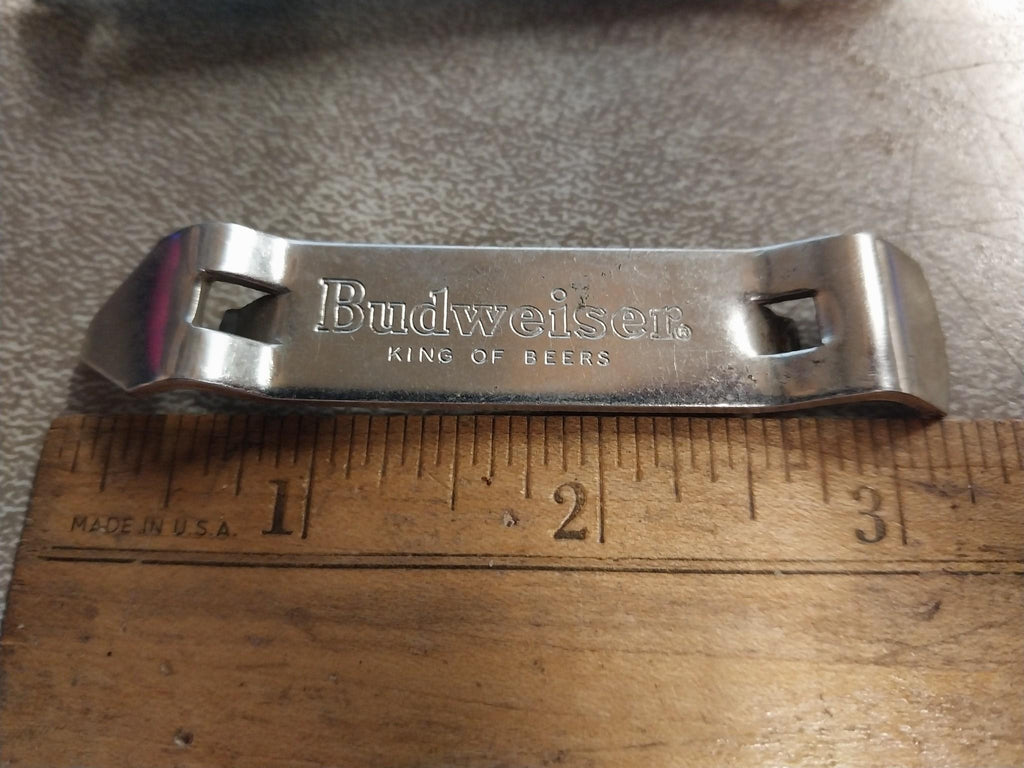 Budweiser®
KING OF BEERS
1 2 3
MADE IN U.S.A.